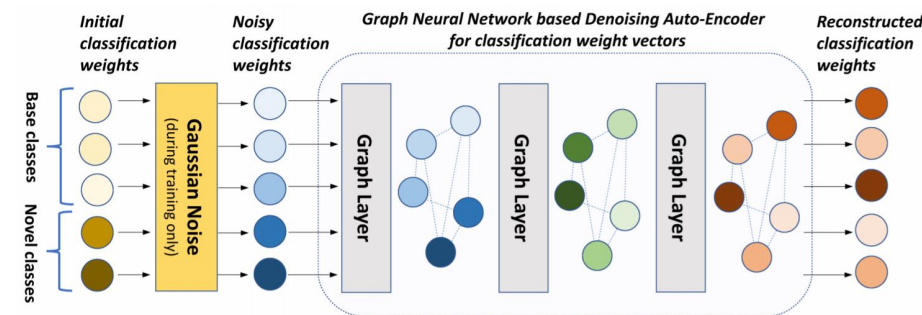 Initial
classification
weights
Noisy
classification
weights
Graph Neural Network based Denoising Auto-Encoder
for classification weight vectors
Reconstructed
classification
weights
Base classes
Novel classes
Gaussian Noise
(during training only)
Graph Layer
Graph Layer
Graph Layer